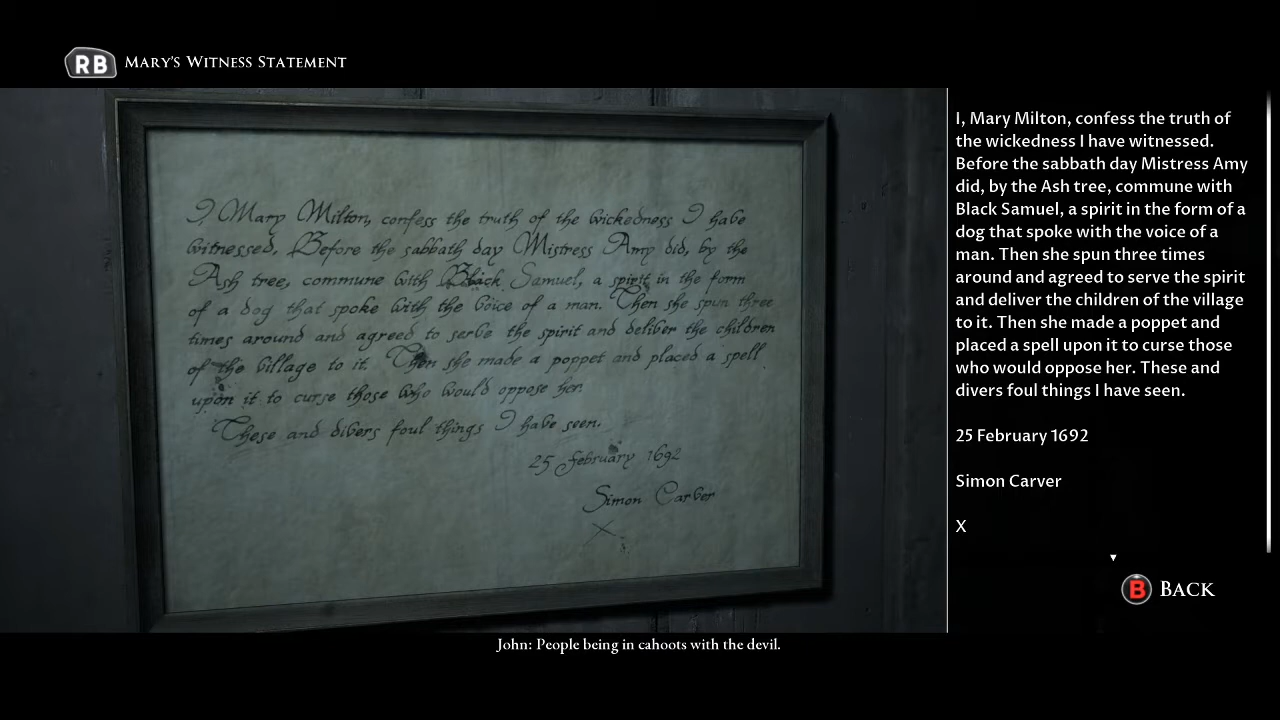 RB MARY'S WITNESS STATEMENT
I, Mary Milton, confess the truth of the wickedness I have
witnessed. Before the sabbath day Mistress Amy did, by the
Ash tree, commune with Black Samuel, a spirit in the form
of a dog that spoke with the voice of a man. Then she spun three
times around and agreed to serve the spirit and deliver the children
of the village to it. Then she made a poppet and placed a spell
upon it to curse those who would oppose her.
These and divers foul things I have seen.
25 February 1692
Simon Carver
X
I, Mary Milton, confess the truth of
the wickedness I have witnessed.
Before the sabbath day Mistress Amy
did, by the Ash tree, commune with
Black Samuel, a spirit in the form of a
dog that spoke with the voice of a
man. Then she spun three times
around and agreed to serve the spirit
and deliver the children of the village
to it. Then she made a poppet and
placed a spell upon it to curse those
who would oppose her. These and
divers foul things I have seen.
25 February 1692
Simon Carver
X
B BACK
John: People being in cahoots with the devil.